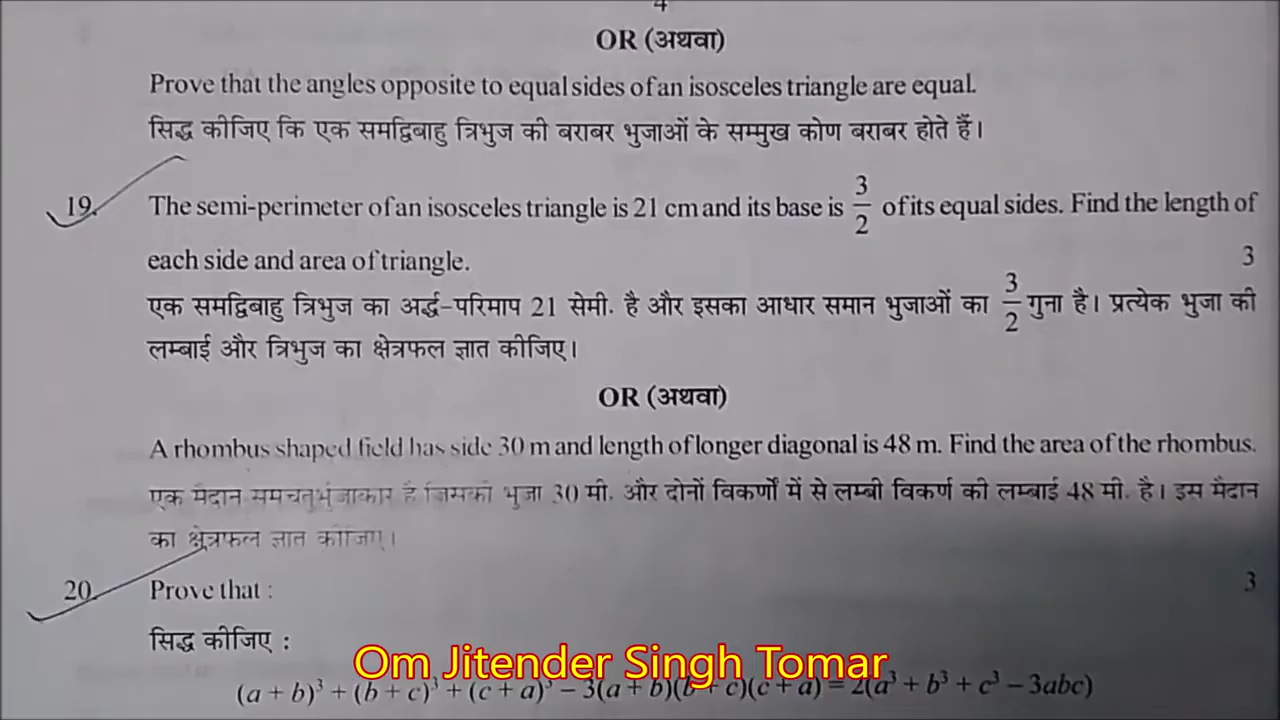 4
OR (अथवा)
Prove that the angles opposite to equal sides of an isosceles triangle are equal.
सिद्ध कीजिए कि एक समद्विबाहु त्रिभुज की बराबर भुजाओं के सम्मुख कोण बराबर होते हैं।
19. The semi-perimeter of an isosceles triangle is 21 cm and its base is 3/2 of its equal sides. Find the length of
each side and area of triangle. 3
एक समद्विबाहु त्रिभुज का अर्द्ध-परिमाप 21 सेमी. है और इसका आधार समान भुजाओं का 3/2 गुना है। प्रत्येक भुजा की
लम्बाई और त्रिभुज का क्षेत्रफल ज्ञात कीजिए।
OR (अथवा)
A rhombus shaped field has side 30 m and length of longer diagonal is 48 m. Find the area of the rhombus.
एक मैदान समचतुर्भुजाकार है जिसकी भुजा 30 मी. और दोनों विकर्णों में से लम्बी विकर्ण की लम्बाई 48 मी. है। इस मैदान
का क्षेत्रफल ज्ञात कीजिए।
20. Prove that : 3
सिद्ध कीजिए :
Om Jitender Singh Tomar
(a + b)³ + (b + c)³ + (c + a)³ – 3(a + b)(b + c)(c + a) = 2(a³ + b³ + c³ – 3abc)